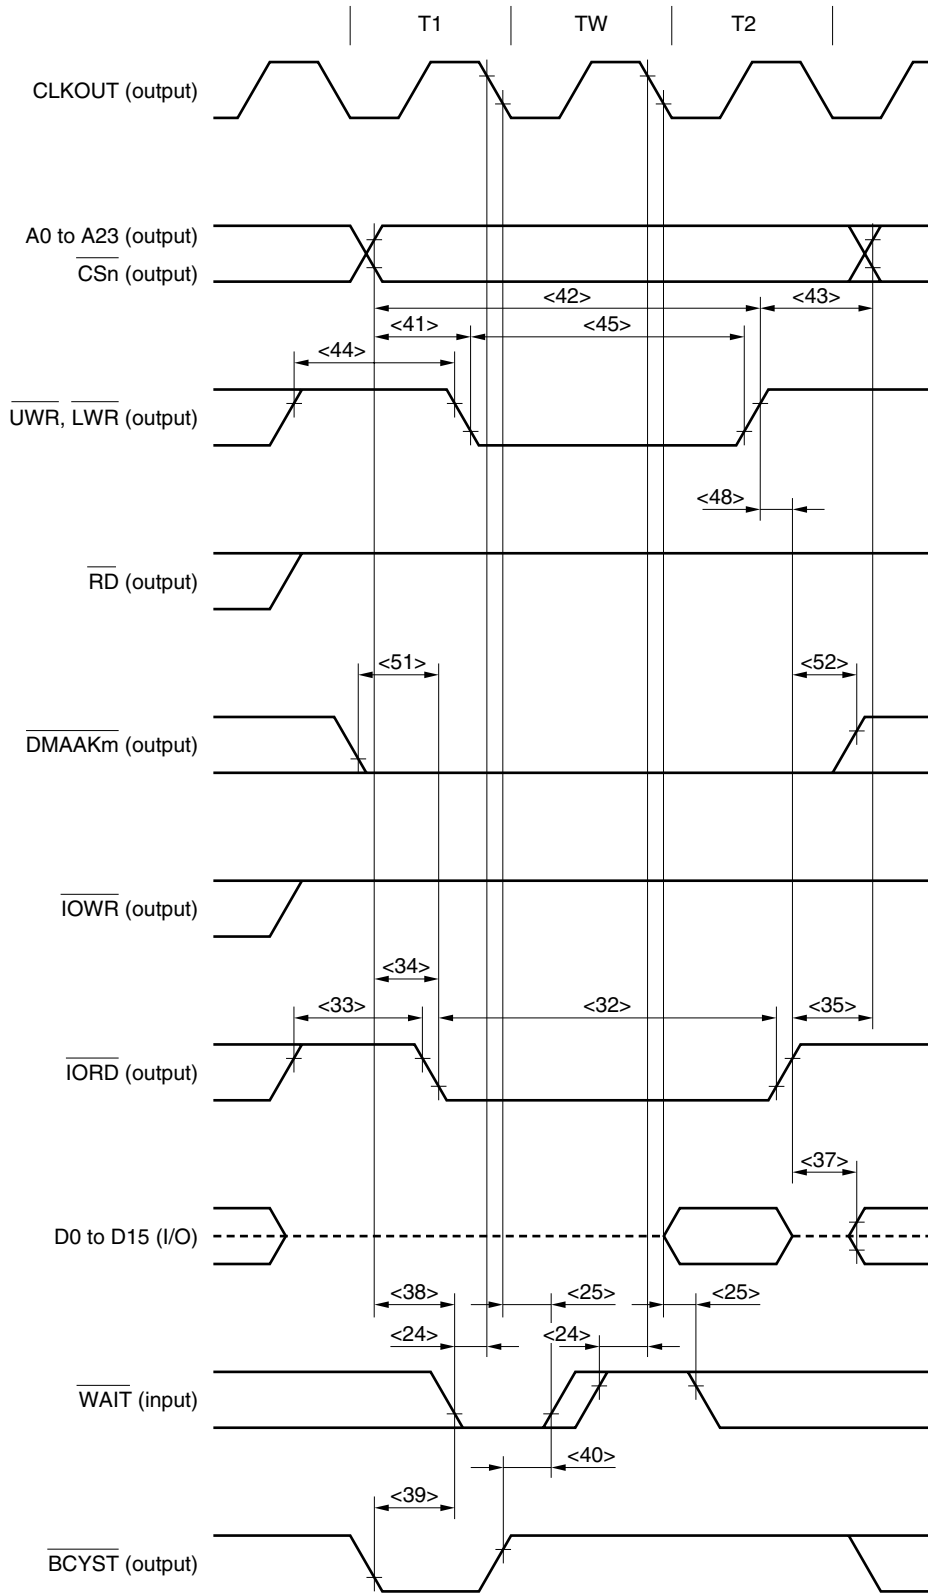 T1 TW T2
CLKOUT (output)
A0 to A23 (output)
CSn (output)
<42> <43>
<41> <45>
<44>
UWR, LWR (output)
<48>
RD (output)
<51> <52>
DMAAKm (output)
IOWR (output)
<34>
<33> <32> <35>
IORD (output)
<37>
D0 to D15 (I/O)
<38> <25> <25>
<24> <24>
WAIT (input)
<40>
<39>
BCYST (output)